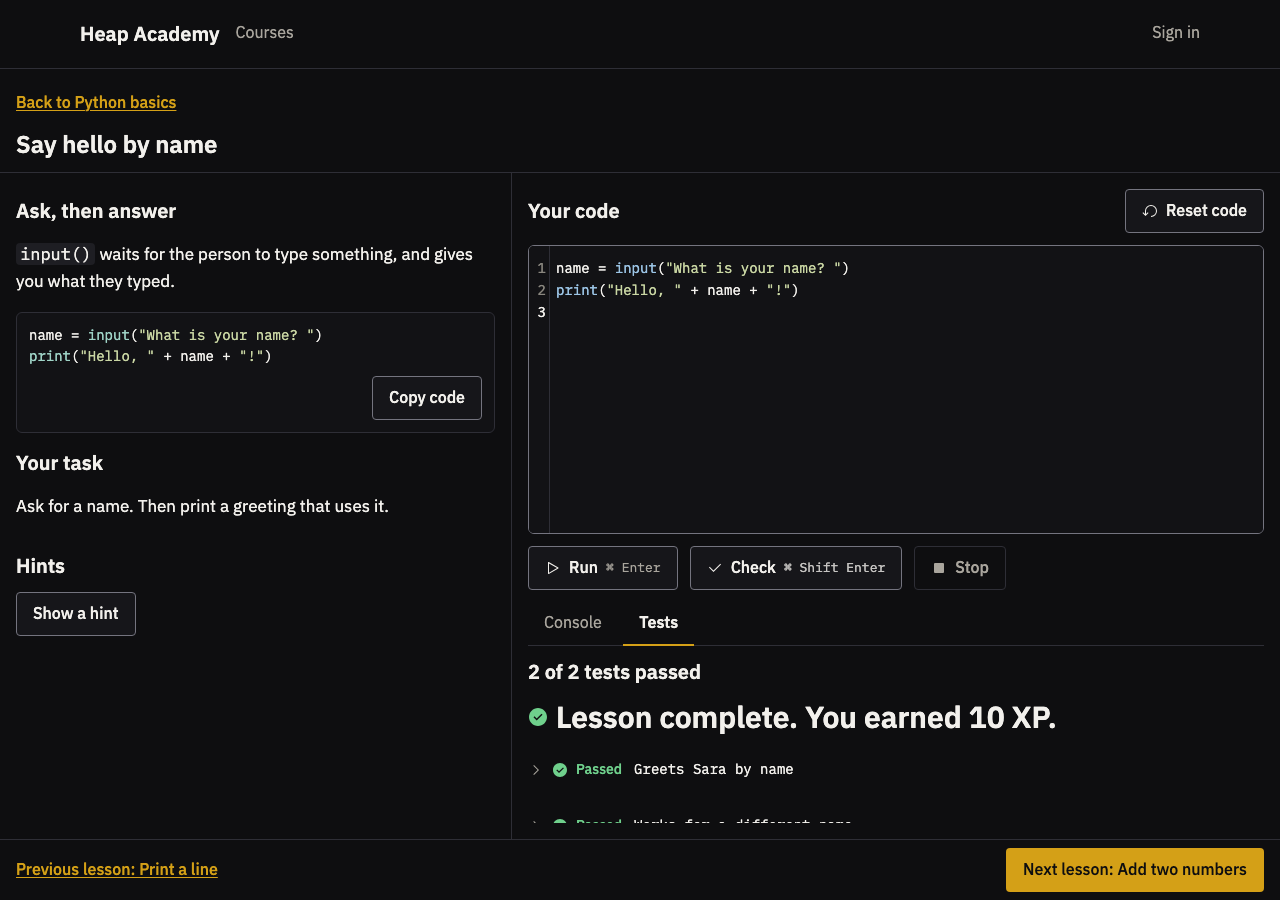 Heap Academy
Courses
Sign in
Back to Python basics
Say hello by name
Ask, then answer
input() waits for the person to type something, and gives
you what they typed.
name = input("What is your name? ")
print("Hello, " + name + "!")
Copy code
Your task
Ask for a name. Then print a greeting that uses it.
Hints
Show a hint
Your code
Reset code
1 name = input("What is your name? ")
2 print("Hello, " + name + "!")
3
Run ⌘ Enter
Check ⌘ Shift Enter
Stop
Console
Tests
2 of 2 tests passed
Lesson complete. You earned 10 XP.
Passed Greets Sara by name
Passed Works for a different name
Previous lesson: Print a line
Next lesson: Add two numbers